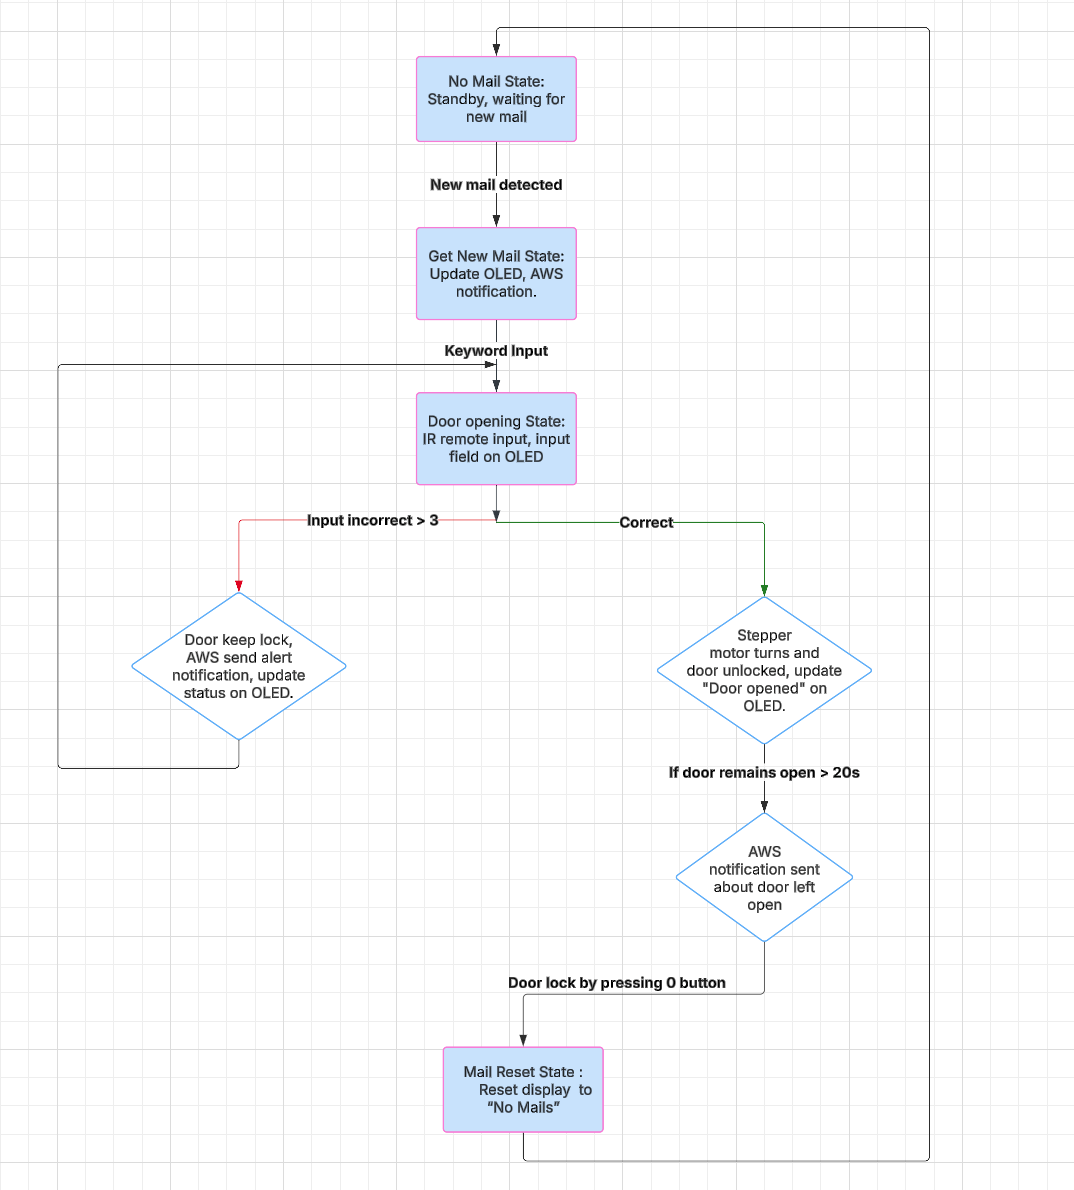 No Mail State:
Standby, waiting for
new mail
New mail detected
Get New Mail State:
Update OLED, AWS
notification.
Keyword Input
Door opening State:
IR remote input, input
field on OLED
Input incorrect > 3
Correct
Door keep lock,
AWS send alert
notification, update
status on OLED.
Stepper
motor turns and
door unlocked, update
"Door opened" on
OLED.
If door remains open > 20s
AWS
notification sent
about door left
open
Door lock by pressing 0 button
Mail Reset State :
Reset display  to
“No Mails”